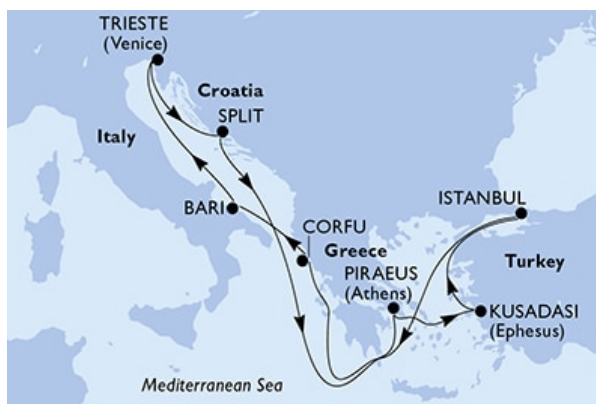 TRIESTE
(Venice)
Croatia
SPLIT
Italy
BARI
CORFU
Greece
PIRAEUS
(Athens)
ISTANBUL
Turkey
KUSADASI
(Ephesus)
Mediterranean Sea